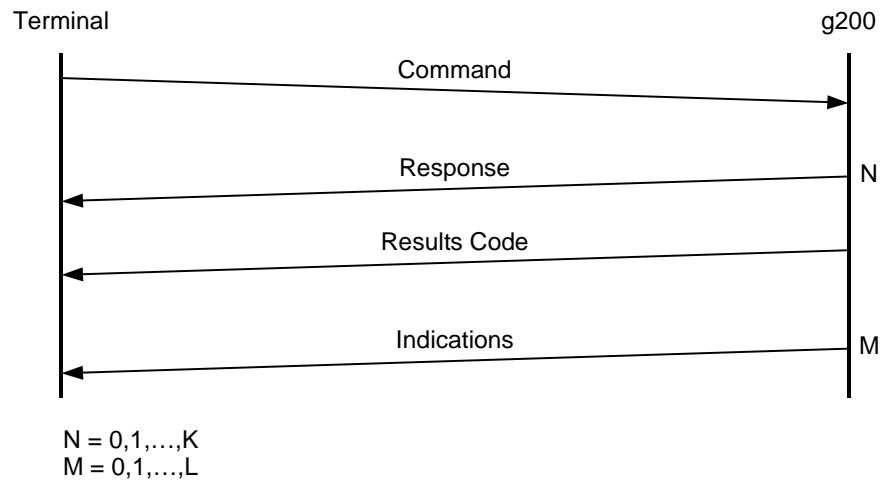 Terminal
g200
Command
Response
N
Results Code
Indications
M
N = 0,1,…,K
M = 0,1,…,L